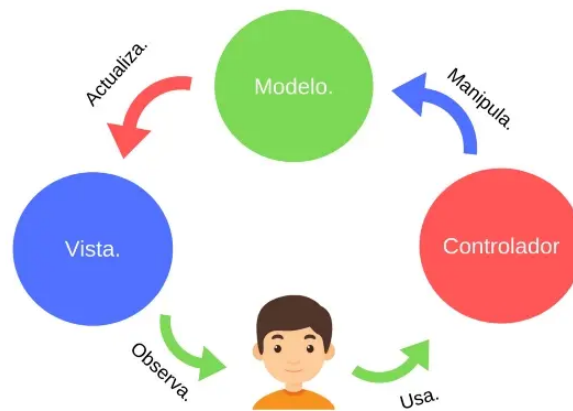 Actualiza.
Modelo.
Manipula.
Vista.
Controlador
Observa.
Usa.